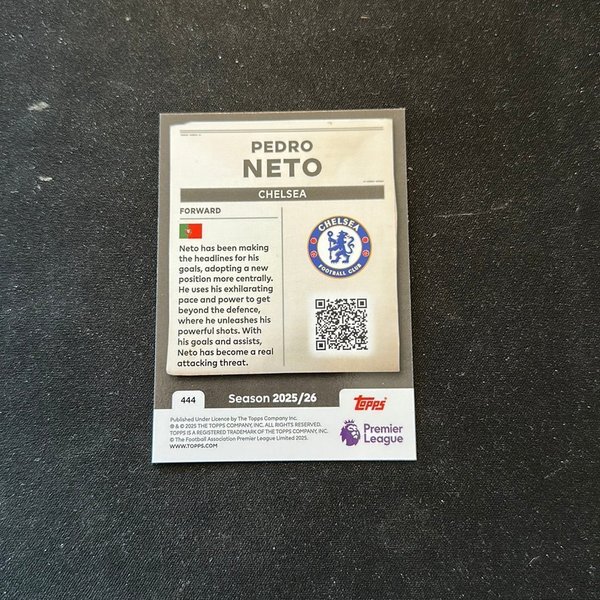 PEDRO
NETO
CHELSEA
FORWARD
Neto has been making
the headlines for his
goals, adopting a new
position more centrally.
He uses his exhilarating
pace and power to get
beyond the defence,
where he unleashes his
powerful shots. With
his goals and assists,
Neto has become a real
attacking threat.
CHELSEA
FOOTBALL CLUB
444
Season 2025/26
Topps
Published Under Licence by The Topps Company Inc.
® & © 2025 THE TOPPS COMPANY, INC. ALL RIGHTS RESERVED.
TOPPS IS A REGISTERED TRADEMARK OF THE TOPPS COMPANY, INC.
© The Football Association Premier League Limited 2025.
WWW.TOPPS.COM
Premier
League